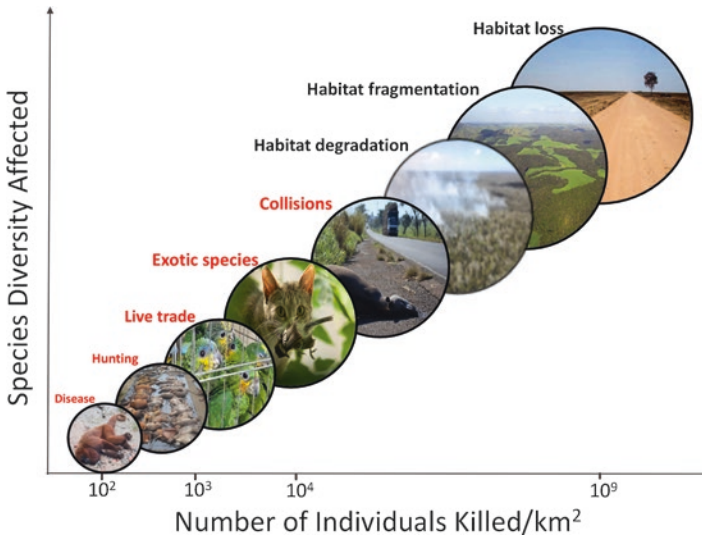 Habitat loss
Habitat fragmentation
Habitat degradation
Collisions
Exotic species
Live trade
Hunting
Disease
Species Diversity Affected
10²
10³
10⁴
10⁹
Number of Individuals Killed/km²